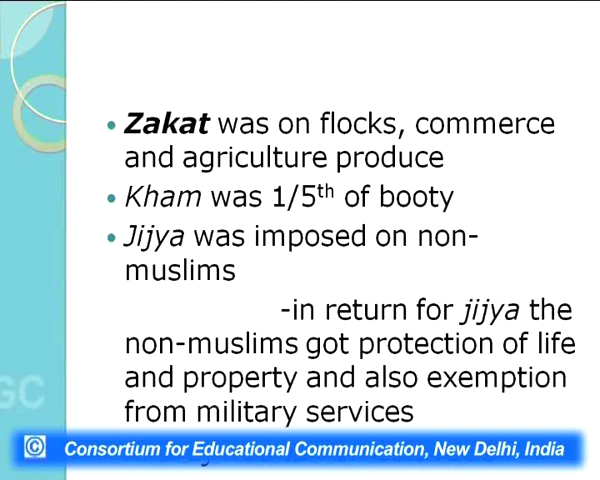 • Zakat was on flocks, commerce
and agriculture produce
• Kham was 1/5th of booty
• Jijya was imposed on non-
muslims
-in return for jijya the
non-muslims got protection of life
and property and also exemption
from military services
GC
© Consortium for Educational Communication, New Delhi, India